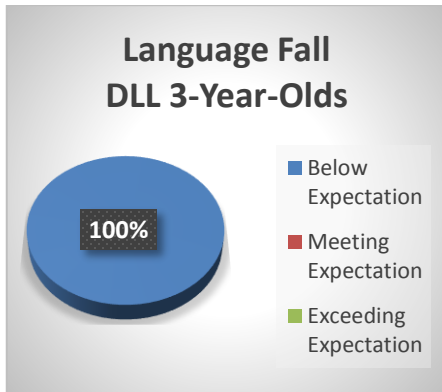 Language Fall
DLL 3-Year-Olds
100%
Below
Expectation
Meeting
Expectation
Exceeding
Expectation